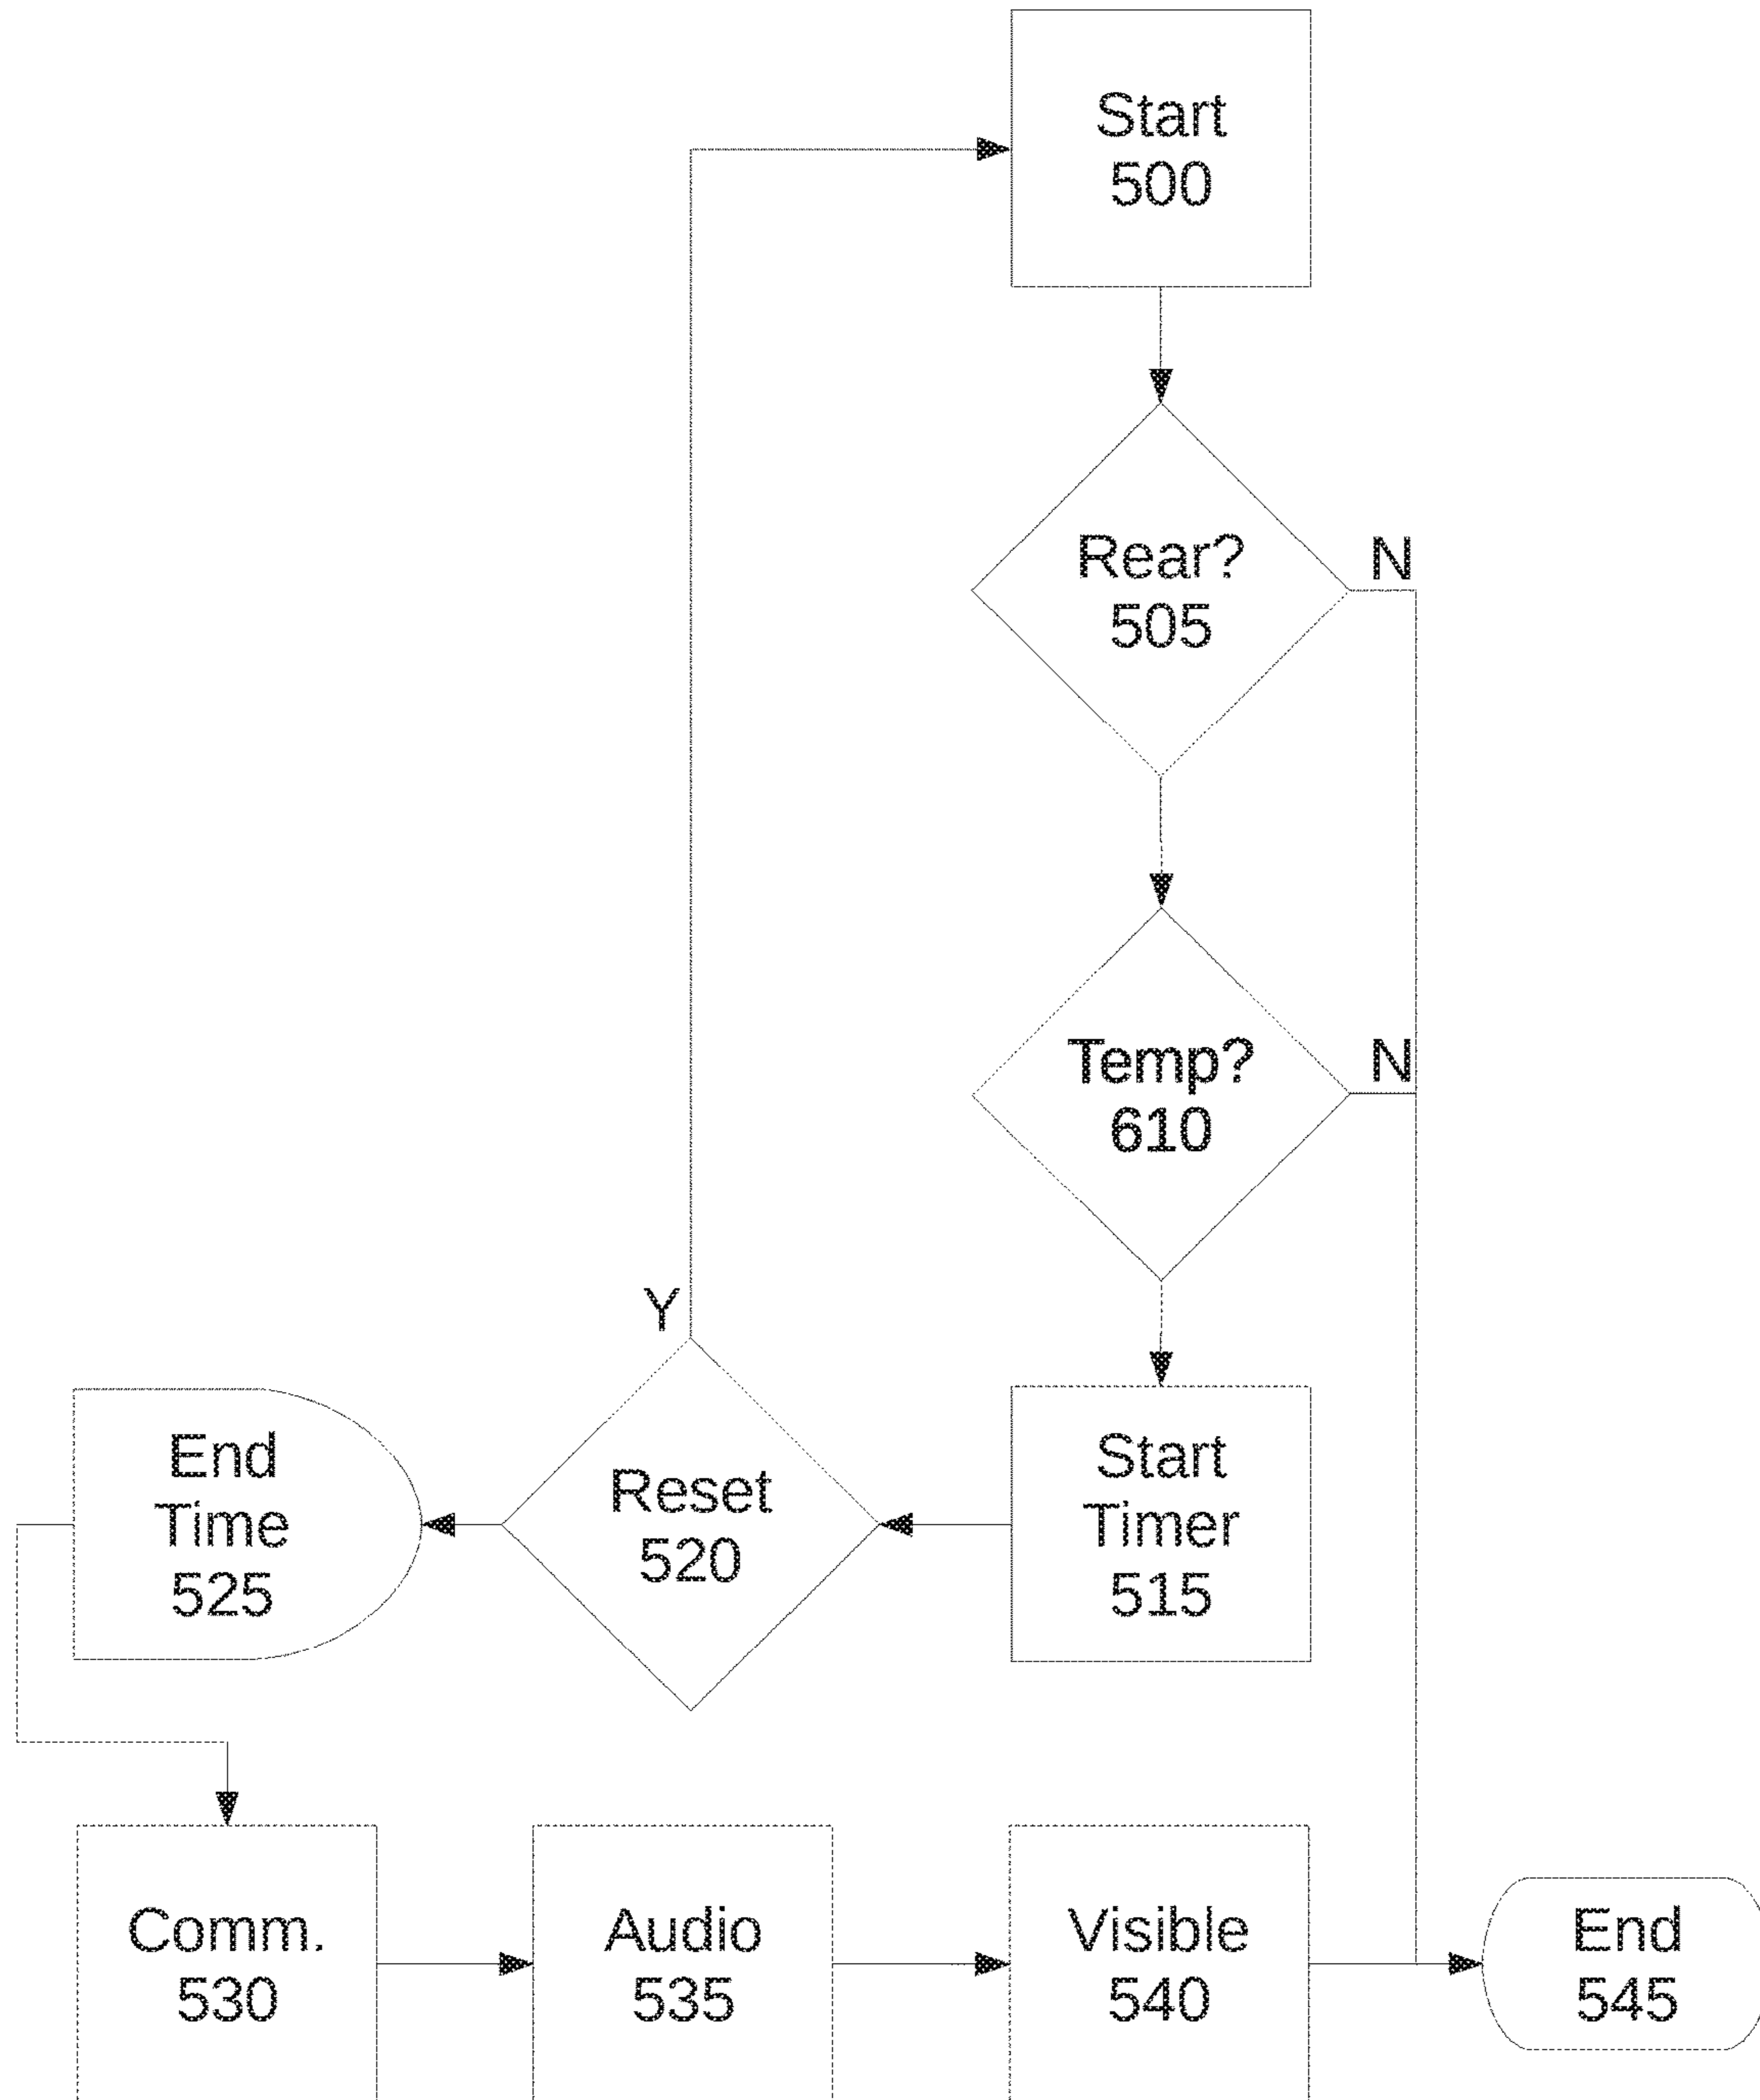 Start
500
Rear?
505
N
Temp?
610
N
Y
End
Time
525
Reset
520
Start
Timer
515
Comm.
530
Audio
535
Visible
540
End
545